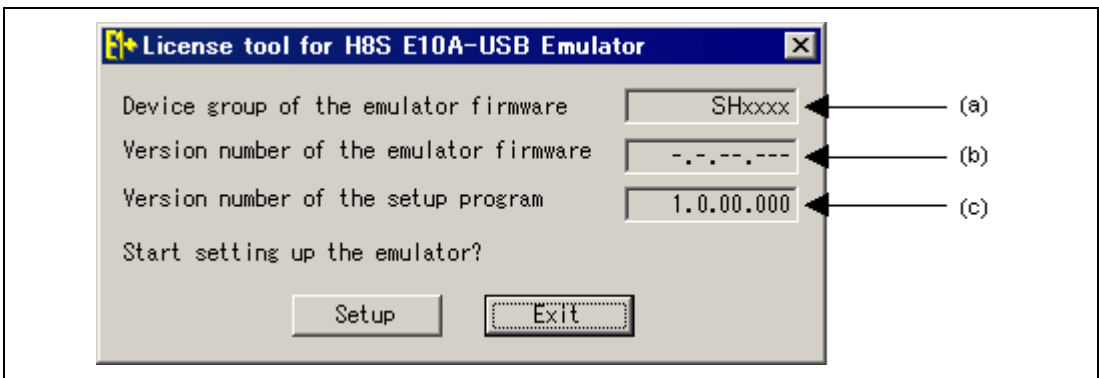 License tool for H8S E10A-USB Emulator
Device group of the emulator firmware SHxxxx (a)
Version number of the emulator firmware -.-.--.--- (b)
Version number of the setup program 1.0.00.000 (c)
Start setting up the emulator?
Setup Exit